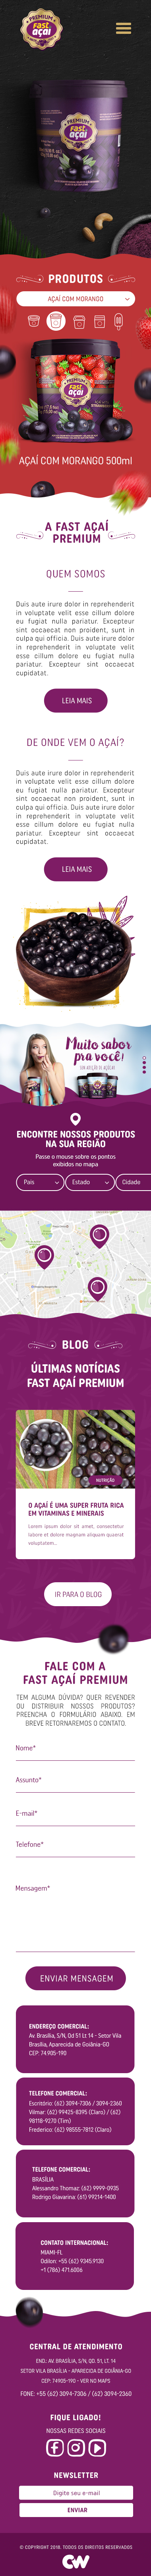 PREMIUM
FAST
AÇAÍ
PRODUTOS
AÇAÍ COM MORANGO
PREMIUM
FAST
AÇAÍ
AÇAÍ COM MORANGO 500ml
A FAST AÇAÍ
PREMIUM
QUEM SOMOS
Duis aute irure dolor in reprehenderit
in voluptate velit esse cillum dolore
eu fugiat nulla pariatur. Excepteur
sint occaecat non proident, sunt in
culpa qui officia. Duis aute irure dolor
in reprehenderit in voluptate velit
esse cillum dolore eu fugiat nulla
pariatur. Excepteur sint occaecat
cupidatat.
LEIA MAIS
DE ONDE VEM O AÇAÍ?
Duis aute irure dolor in reprehenderit
in voluptate velit esse cillum dolore
eu fugiat nulla pariatur. Excepteur
sint occaecat non proident, sunt in
culpa qui officia. Duis aute irure dolor
in reprehenderit in voluptate velit
esse cillum dolore eu fugiat nulla
pariatur. Excepteur sint occaecat
cupidatat.
LEIA MAIS
Muito sabor
pra você!
ENCONTRE NOSSOS PRODUTOS
NA SUA REGIÃO
Passe o mouse sobre os pontos
exibidos no mapa
País
Estado
Cidade
BLOG
ÚLTIMAS NOTÍCIAS
FAST AÇAÍ PREMIUM
NUTRIÇÃO
O AÇAÍ É UMA SUPER FRUTA RICA
EM VITAMINAS E MINERAIS
Lorem ipsum dolor sit amet, consectetur
labore et dolore magnam aliquam quaerat
voluptatem...
IR PARA O BLOG
FALE COM A
FAST AÇAÍ PREMIUM
TEM ALGUMA DÚVIDA? QUER REVENDER
OU DISTRIBUIR NOSSOS PRODUTOS?
PREENCHA O FORMULÁRIO ABAIXO. EM
BREVE RETORNAREMOS O CONTATO.
Nome*
Assunto*
E-mail*
Telefone*
Mensagem*
ENVIAR MENSAGEM
ENDEREÇO COMERCIAL:
Av. Brasília, S/N, Qd 51 Lt 14 - Setor Vila
Brasília, Aparecida de Goiânia-GO
CEP: 74.905-190
TELEFONE COMERCIAL:
Escritório: (62) 3094-7306 / 3094-2360
Vilmar: (62) 99425-8395 (Claro) / (62)
98118-9270 (Tim)
Frederico: (62) 98555-7812 (Claro)
TELEFONE COMERCIAL:
BRASÍLIA
Alessandro Thomaz: (62) 9999-0935
Rodrigo Giavarina: (61) 99214-1400
CONTATO INTERNACIONAL:
MIAMI-FL
Odilon: +55 (62) 9345.9130
+1 (786) 471.6006
CENTRAL DE ATENDIMENTO
END.: AV. BRASÍLIA, S/N, QD. 51, LT. 14
SETOR VILA BRASÍLIA - APARECIDA DE GOIÂNIA-GO
CEP: 74905-190 - VER NO MAPS
FONE: +55 (62) 3094-7306 / (62) 3094-2360
FIQUE LIGADO!
NOSSAS REDES SOCIAIS
NEWSLETTER
Digite seu e-mail
ENVIAR
© COPYRIGHT 2018. TODOS OS DIREITOS RESERVADOS
CW